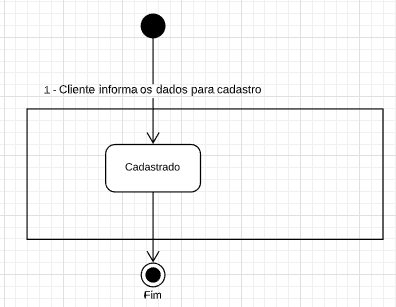 1 - Cliente informa os dados para cadastro
Cadastrado
Fim